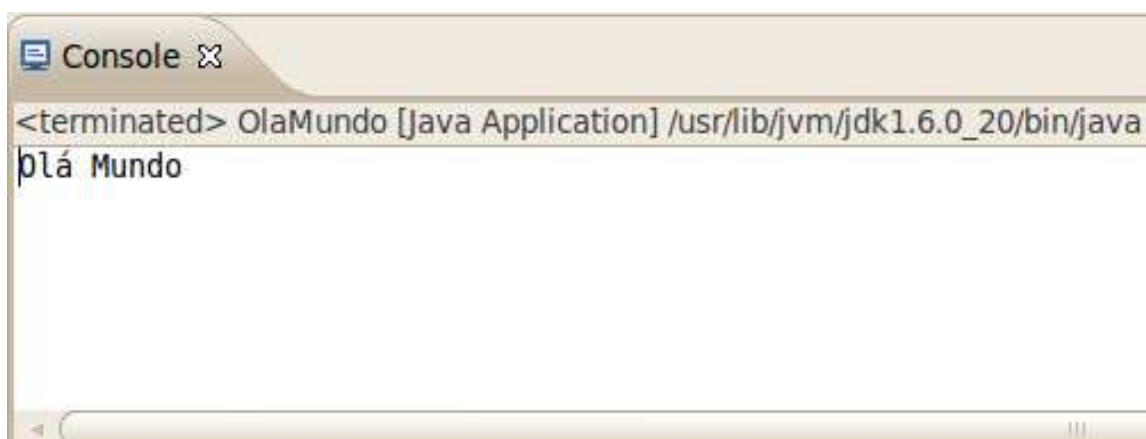 Console
<terminated> OlaMundo [Java Application] /usr/lib/jvm/jdk1.6.0_20/bin/java
Olá Mundo